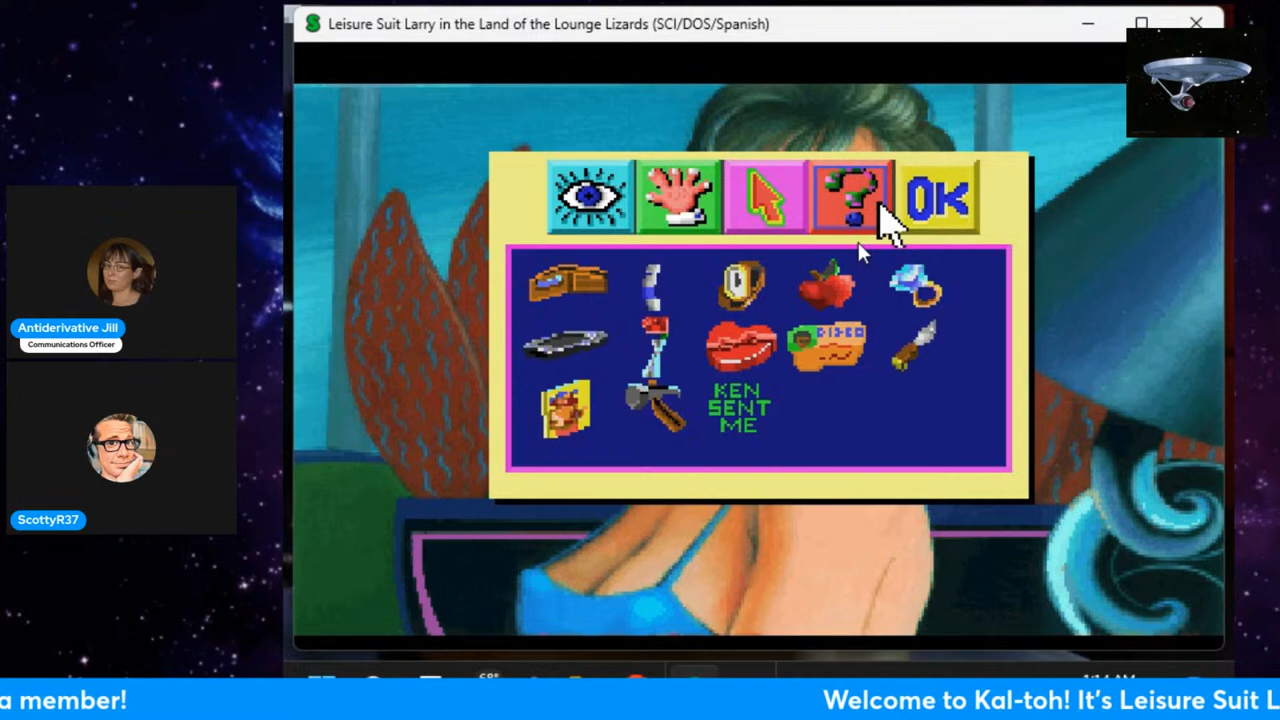 Leisure Suit Larry in the Land of the Lounge Lizards (SCI/DOS/Spanish)
OK
DISCO
KEN
SENT
ME
Antiderivative Jill
Communications Officer
ScottyR37
a member!
Welcome to Kal-toh! It's Leisure Suit L